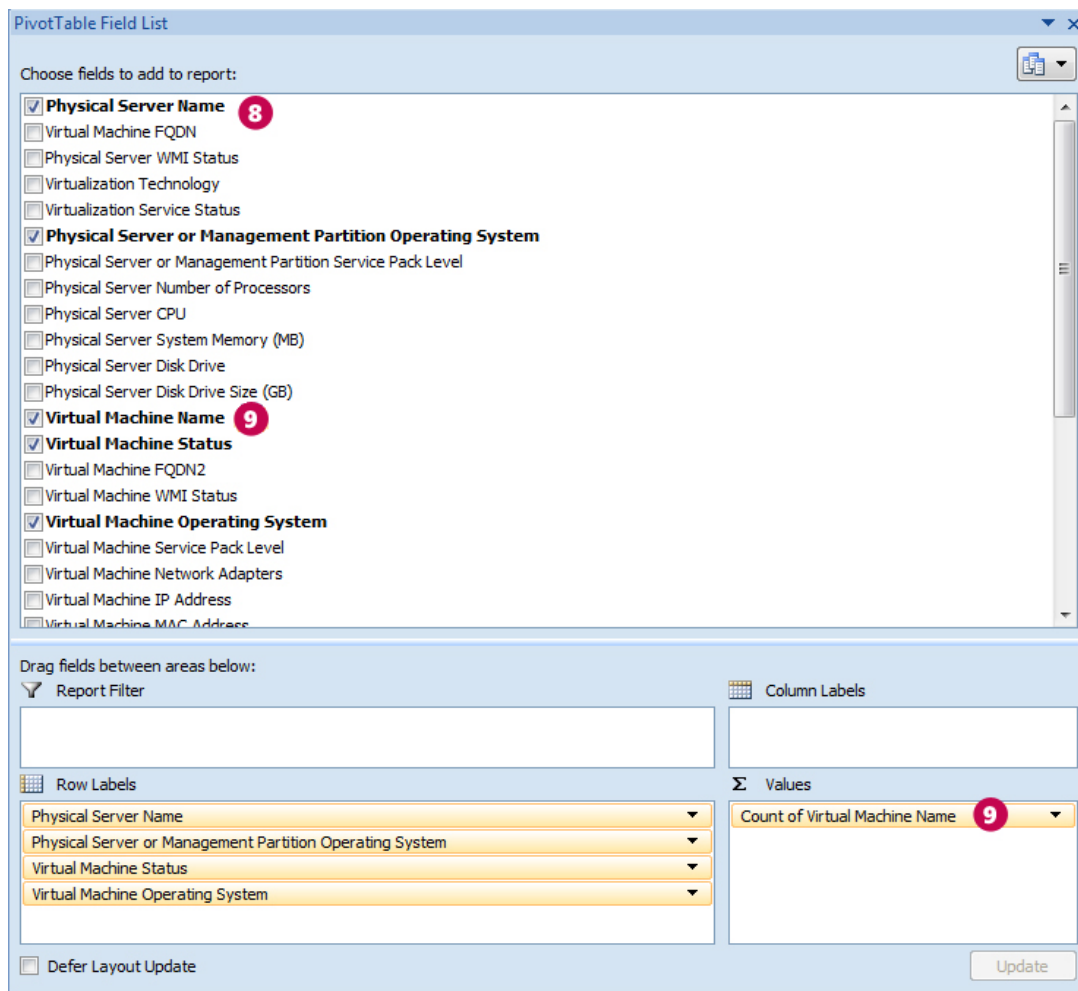 PivotTable Field List
Choose fields to add to report:
Physical Server Name 8
Virtual Machine FQDN
Physical Server WMI Status
Virtualization Technology
Virtualization Service Status
Physical Server or Management Partition Operating System
Physical Server or Management Partition Service Pack Level
Physical Server Number of Processors
Physical Server CPU
Physical Server System Memory (MB)
Physical Server Disk Drive
Physical Server Disk Drive Size (GB)
Virtual Machine Name 9
Virtual Machine Status
Virtual Machine FQDN2
Virtual Machine WMI Status
Virtual Machine Operating System
Virtual Machine Service Pack Level
Virtual Machine Network Adapters
Virtual Machine IP Address
Virtual Machine MAC Address
Drag fields between areas below:
Report Filter
Column Labels
Row Labels
Physical Server Name
Physical Server or Management Partition Operating System
Virtual Machine Status
Virtual Machine Operating System
Σ Values
Count of Virtual Machine Name 9
Defer Layout Update
Update